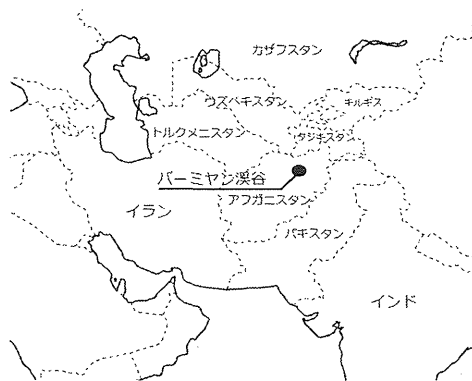 カザフスタン
ウズベキスタン
キルギス
トルクメニスタン
タジキスタン
バーミヤン渓谷
イラン
アフガニスタン
パキスタン
インド